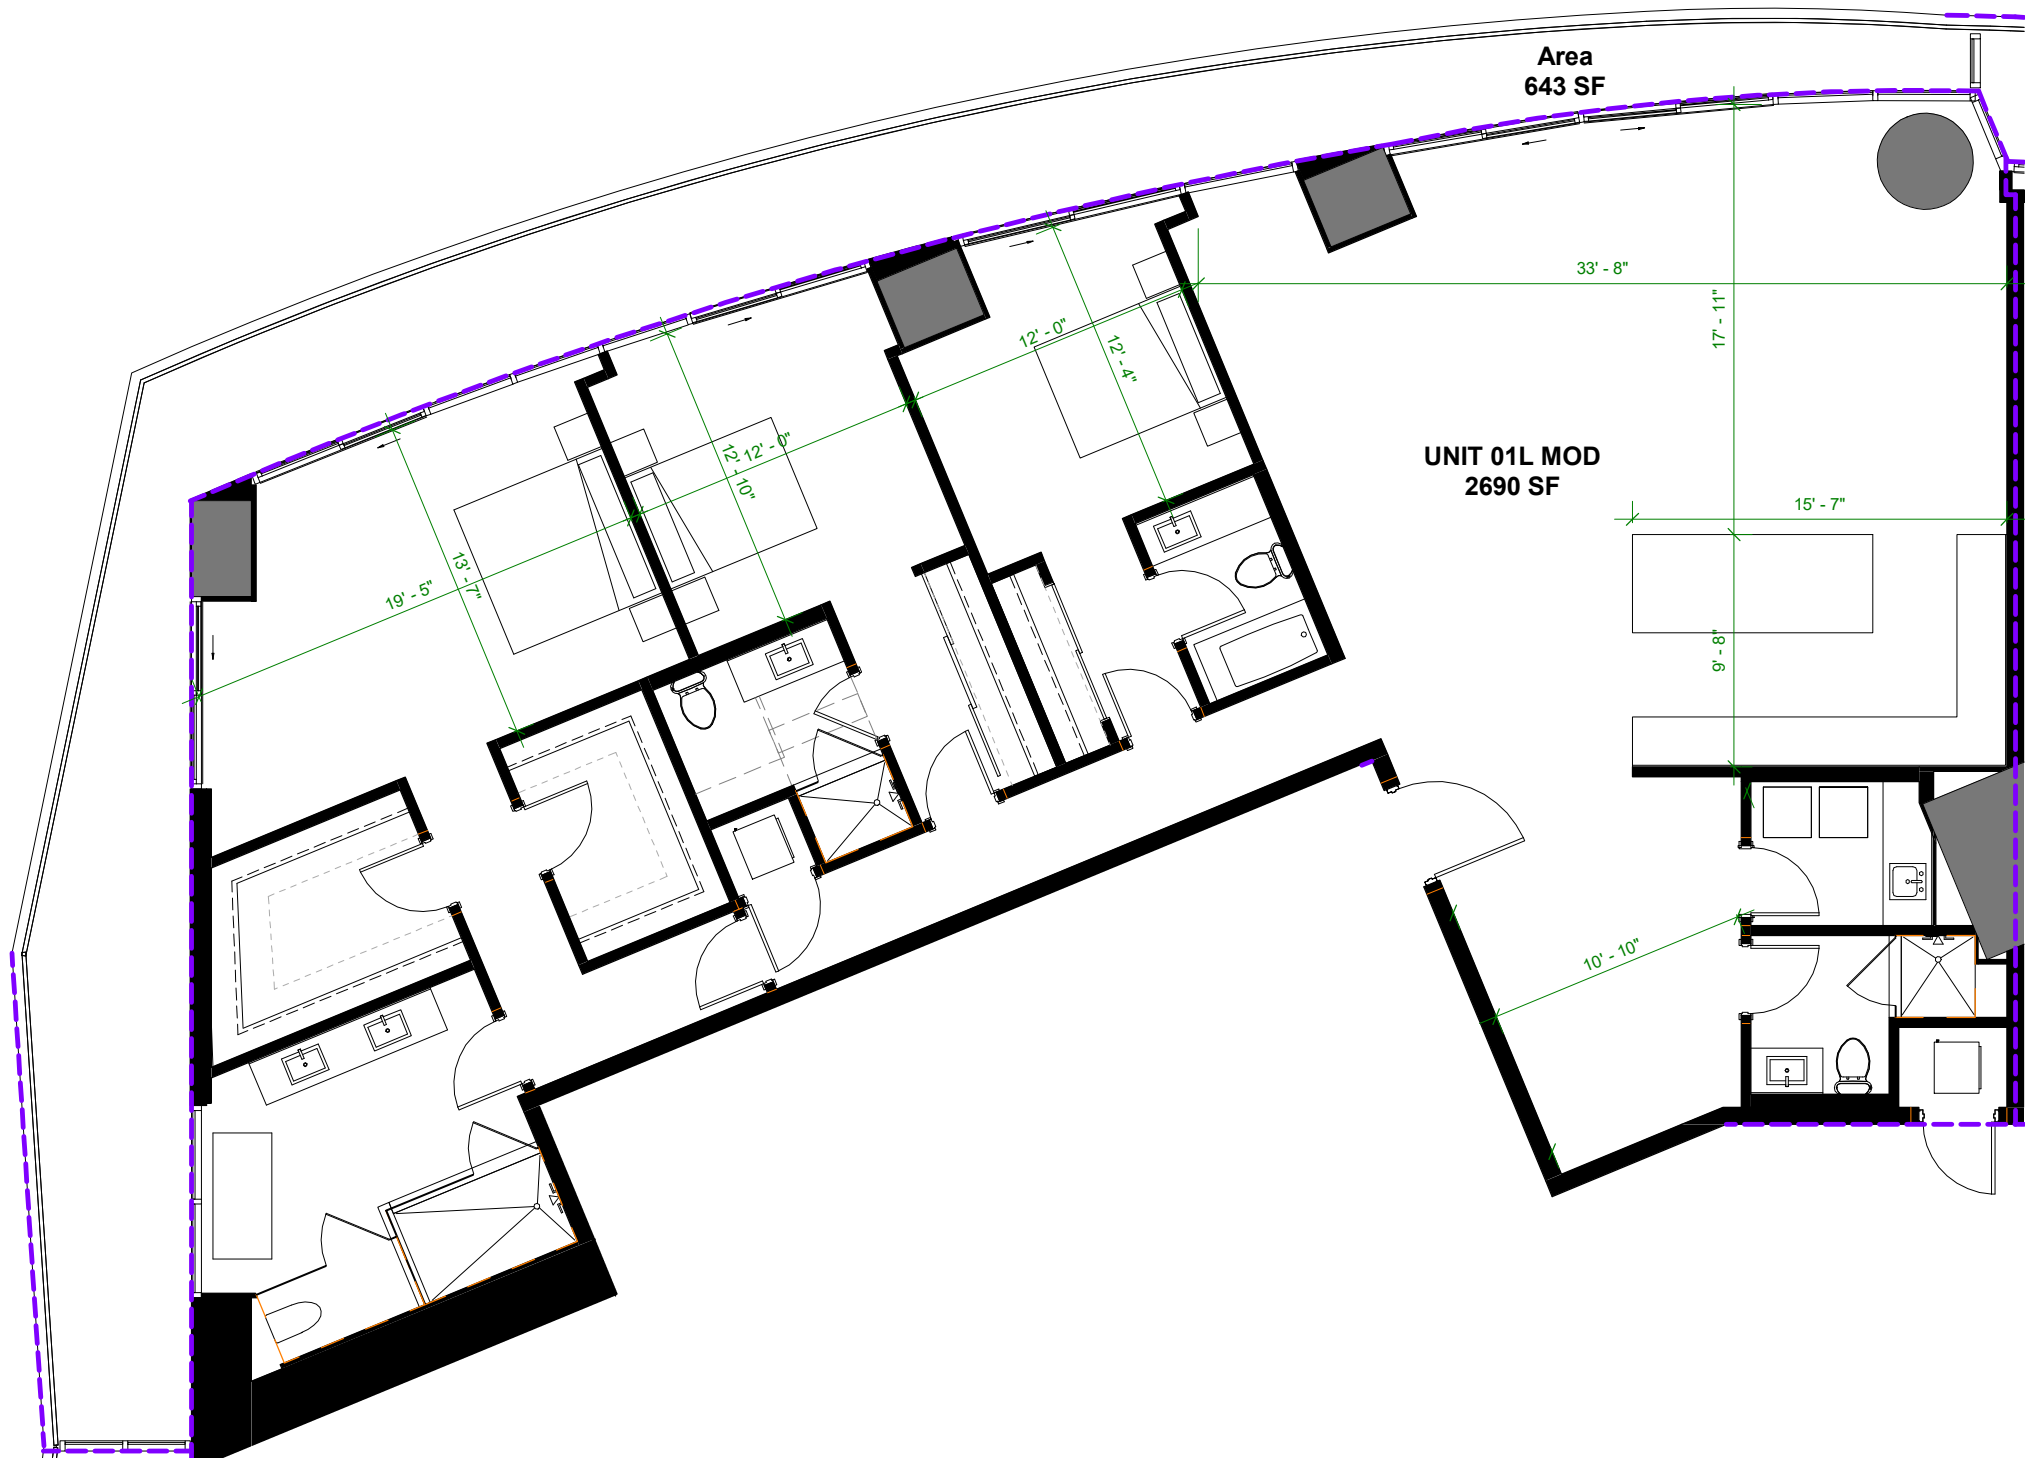 Area
643 SF
33' - 8"
17' - 11"
12' - 0"
12' - 4"
12' - 0"
12' - 10"
UNIT 01L MOD
2690 SF
15' - 7"
19' - 5"
13' - 7"
9' - 8"
10' - 10"